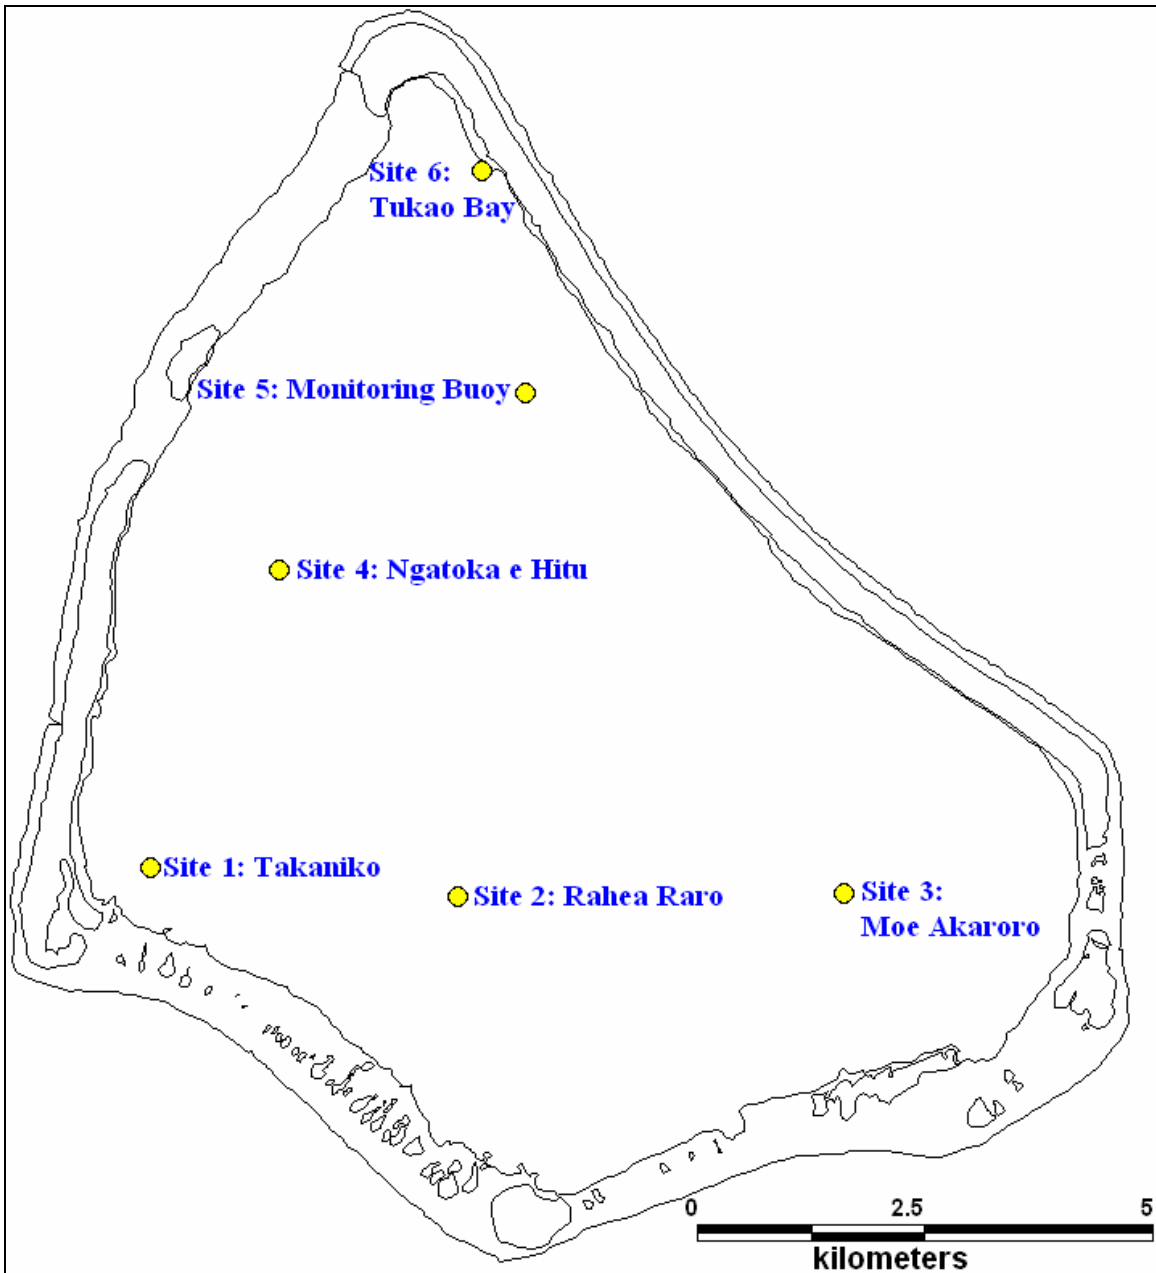 Site 6:
Tukao Bay
Site 5: Monitoring Buoy
Site 4: Ngatoka e Hitu
Site 1: Takaniko
Site 2: Rahea Raro
Site 3:
Moe Akaroro
0 2.5 5
kilometers